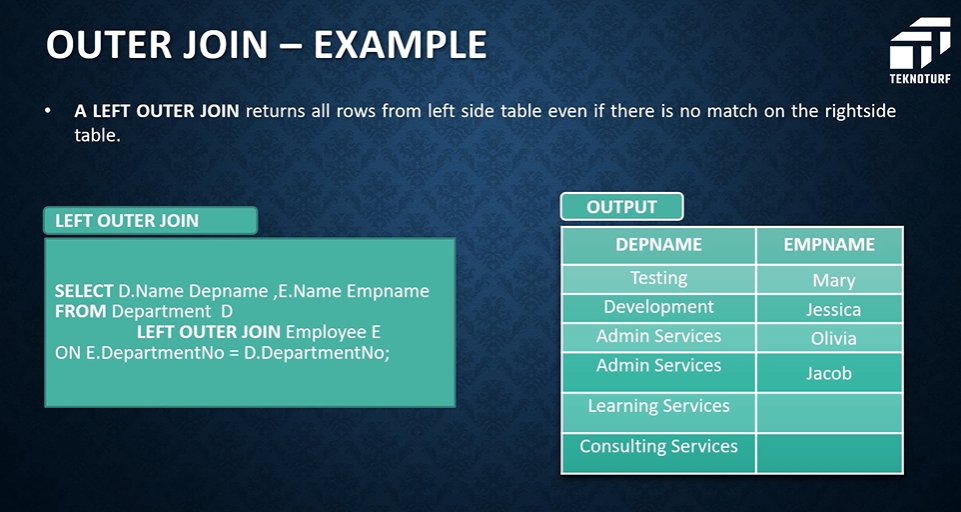 OUTER JOIN – EXAMPLE
TEKNOTURF
• A LEFT OUTER JOIN returns all rows from left side table even if there is no match on the rightside
table.
LEFT OUTER JOIN
SELECT D.Name Depname ,E.Name Empname
FROM Department D
LEFT OUTER JOIN Employee E
ON E.DepartmentNo = D.DepartmentNo;
OUTPUT
DEPNAME EMPNAME
Testing Mary
Development Jessica
Admin Services Olivia
Admin Services Jacob
Learning Services
Consulting Services